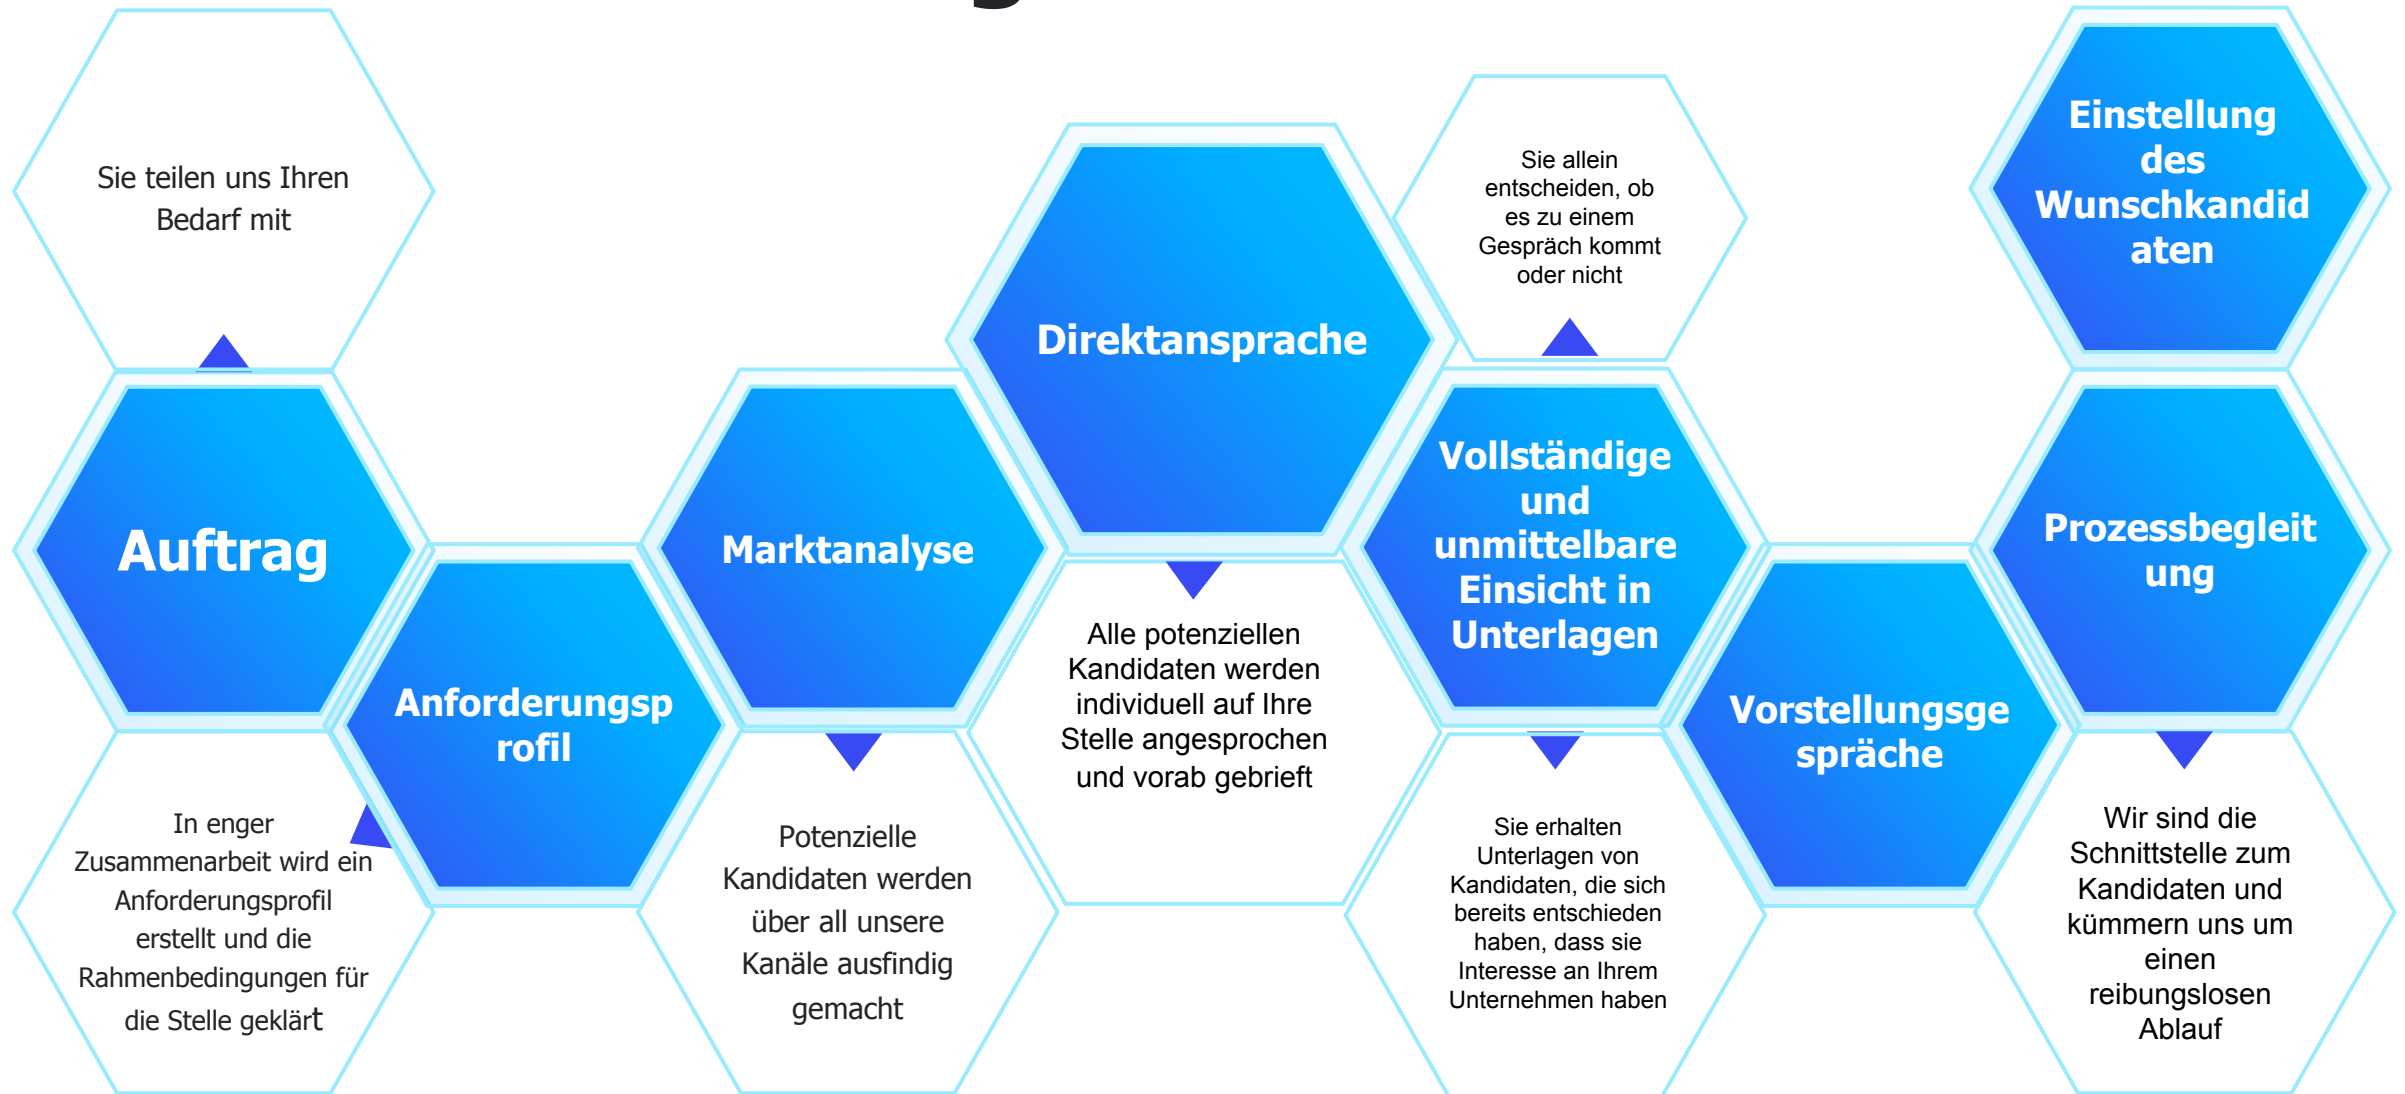 Sie teilen uns Ihren
Bedarf mit
Auftrag
In enger
Zusammenarbeit wird ein
Anforderungsprofil
erstellt und die
Rahmenbedingungen für
die Stelle geklärt
Anforderungsp
rofil
Marktanalyse
Potenzielle
Kandidaten werden
über all unsere
Kanäle ausfindig
gemacht
Direktansprache
Alle potenziellen
Kandidaten werden
individuell auf Ihre
Stelle angesprochen
und vorab gebrieft
Sie allein
entscheiden, ob
es zu einem
Gespräch kommt
oder nicht
Vollständige
und
unmittelbare
Einsicht in
Unterlagen
Sie erhalten
Unterlagen von
Kandidaten, die sich
bereits entschieden
haben, dass sie
Interesse an Ihrem
Unternehmen haben
Vorstellungsge
spräche
Einstellung
des
Wunschkandid
aten
Prozessbegleit
ung
Wir sind die
Schnittstelle zum
Kandidaten und
kümmern uns um
einen
reibungslosen
Ablauf